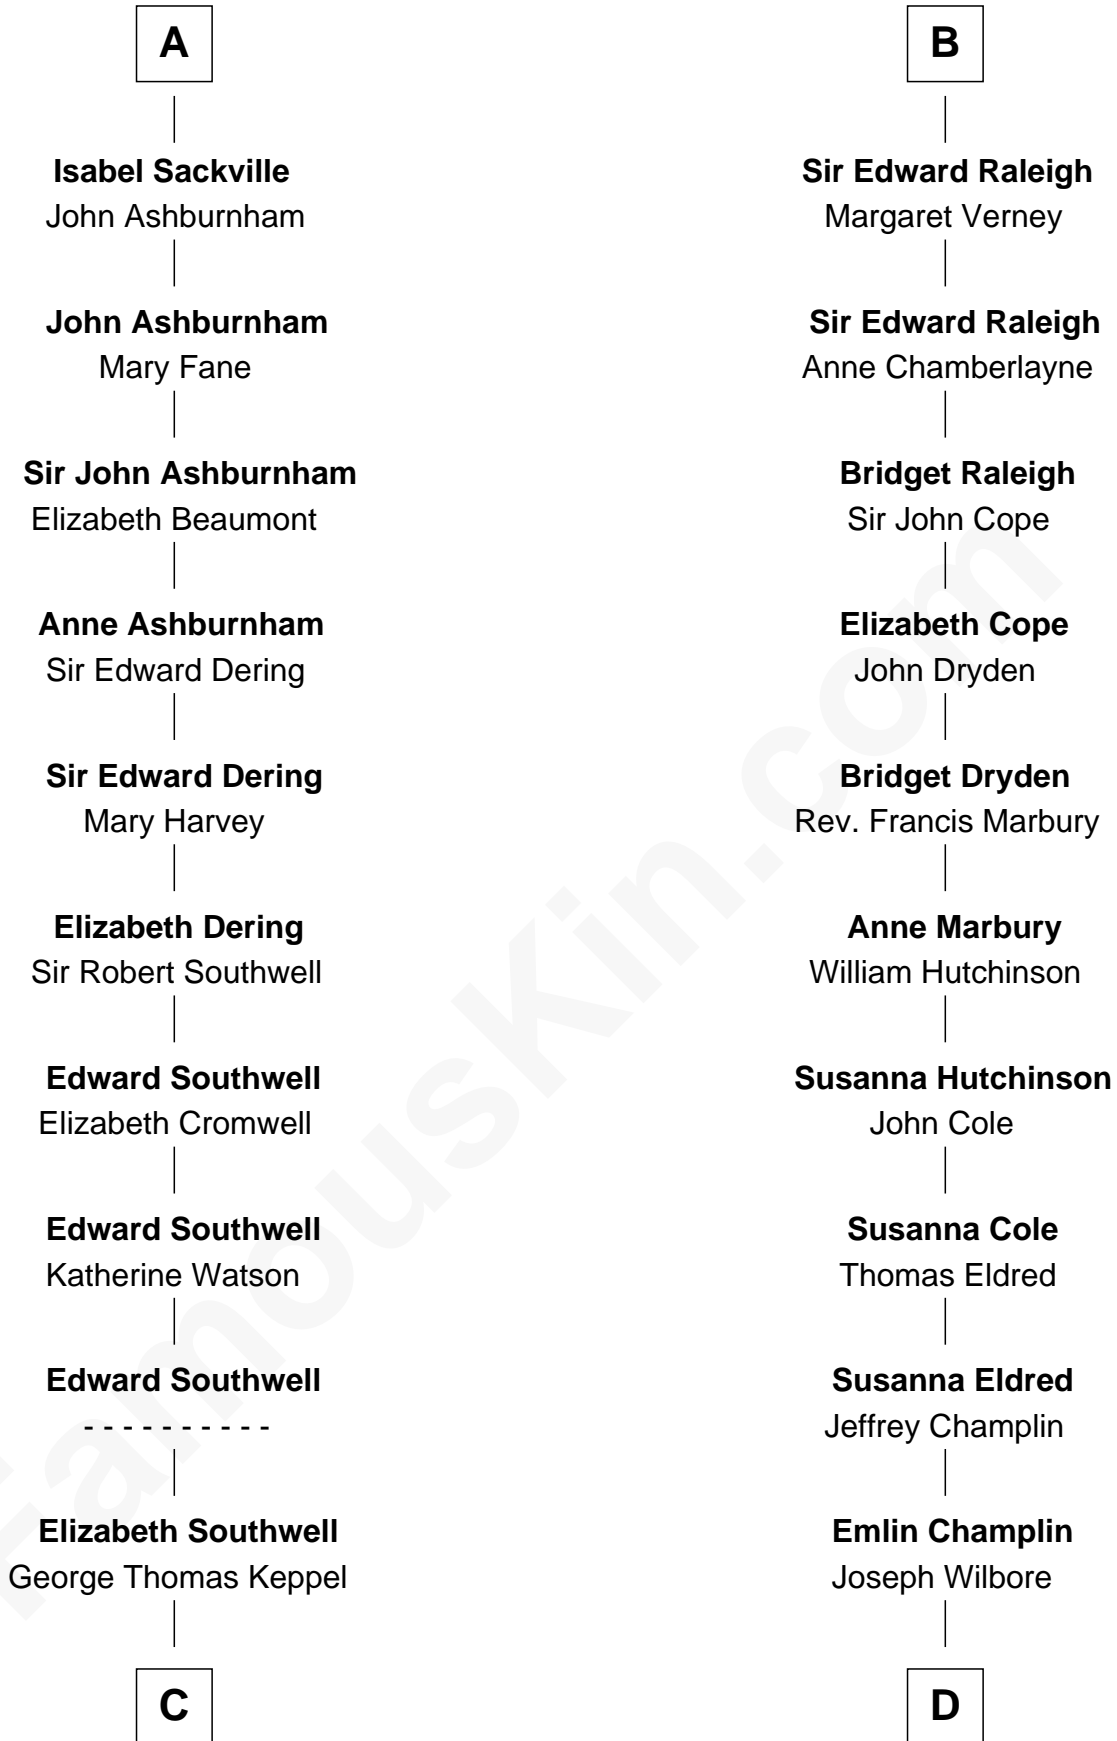 A
Isabel Sackville
John Ashburnham
John Ashburnham
Mary Fane
Sir John Ashburnham
Elizabeth Beaumont
Anne Ashburnham
Sir Edward Dering
Sir Edward Dering
Mary Harvey
Elizabeth Dering
Sir Robert Southwell
Edward Southwell
Elizabeth Cromwell
Edward Southwell
Katherine Watson
Edward Southwell
- - - - - - - - - -
Elizabeth Southwell
George Thomas Keppel
C
B
Sir Edward Raleigh
Margaret Verney
Sir Edward Raleigh
Anne Chamberlayne
Bridget Raleigh
Sir John Cope
Elizabeth Cope
John Dryden
Bridget Dryden
Rev. Francis Marbury
Anne Marbury
William Hutchinson
Susanna Hutchinson
John Cole
Susanna Cole
Thomas Eldred
Susanna Eldred
Jeffrey Champlin
Emlin Champlin
Joseph Wilbore
D
FamousKin.com